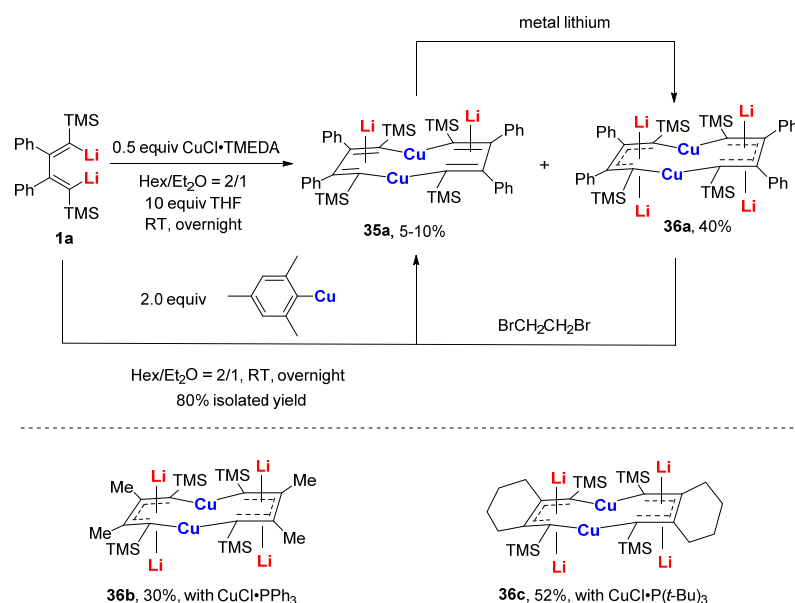 metal lithium
TMS
Ph
Li
Li
Ph
TMS
1a
0.5 equiv CuCl•TMEDA
Hex/Et2O = 2/1
10 equiv THF
RT, overnight
Li
TMS
TMS
Li
Ph
Ph
Cu
Cu
Ph
Ph
TMS
TMS
35a, 5-10%
+
Li
TMS
TMS
Li
Ph
Ph
Cu
Cu
Ph
Ph
TMS
TMS
Li
Li
36a, 40%
2.0 equiv
Cu
BrCH2CH2Br
Hex/Et2O = 2/1, RT, overnight
80% isolated yield
Li
TMS
TMS
Li
Me
Me
Cu
Cu
Me
Me
TMS
TMS
Li
Li
36b, 30%, with CuCl•PPh3
Li
TMS
TMS
Li
Cu
Cu
TMS
TMS
Li
Li
36c, 52%, with CuCl•P(t-Bu)3